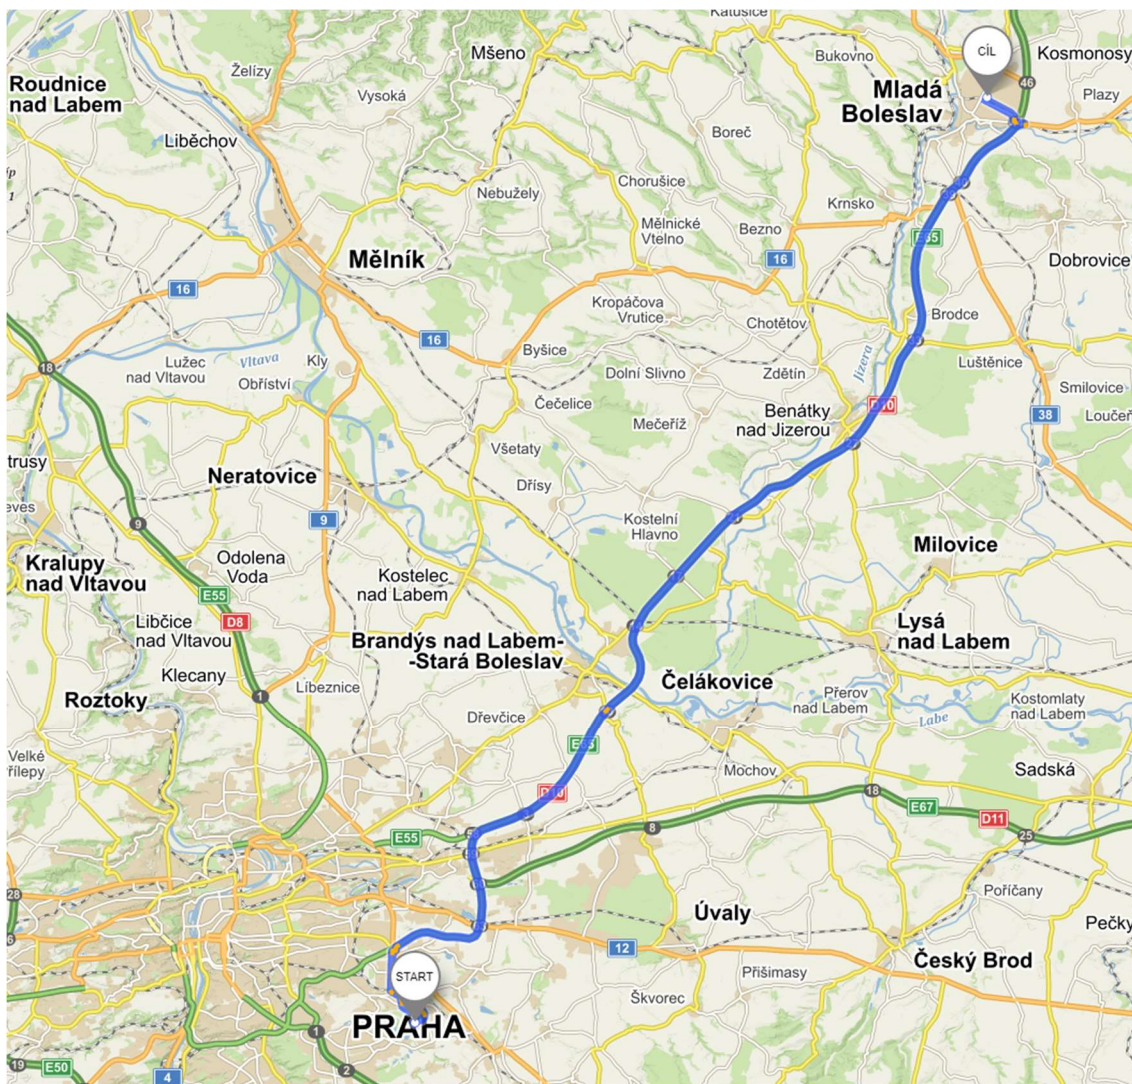 Katusice
Mšeno
Bukovno
CÍL
Kosmonosy
Roudnice
nad Labem
Želízy
Vysoká
Mladá
Boleslav
46
Plazy
Liběchov
Boreč
Nebužely
Chorušice
Krnsko
Mělnické
Vtelno
Bezno
Mělník
16
16
Dobrovice
Kropáčova
Vrutice
Chotětov
Brodce
16
Lužec
nad Vltavou
Vltava
Kly
Byšice
Jizera
Luštěnice
18
Obříství
Dolní Slivno
Zdětín
Smilovice
Čečelice
Mečeříž
Benátky
nad Jizerou
D10
38
Všetaty
Neratovice
Dřísy
9
9
Kostelní
Hlavno
Milovice
Kralupy
nad Vltavou
Odolena
Voda
Kostelec
nad Labem
E55
D8
Libčice
nad Vltavou
Brandýs nad Labem-
-Stará Boleslav
Lysá
nad Labem
Klecany
Čelákovice
Roztoky
1
Líbeznice
Přerov
nad Labem
Kostomlaty
nad Labem
Labe
Dřevčice
Velké
Mochov
Sadská
D10
18
E67
D11
E55
8
25
28
Poříčany
Úvaly
Pečky
12
Český Brod
START
Přišimasy
Škvorec
PRAHA
1
19
E50
4
2